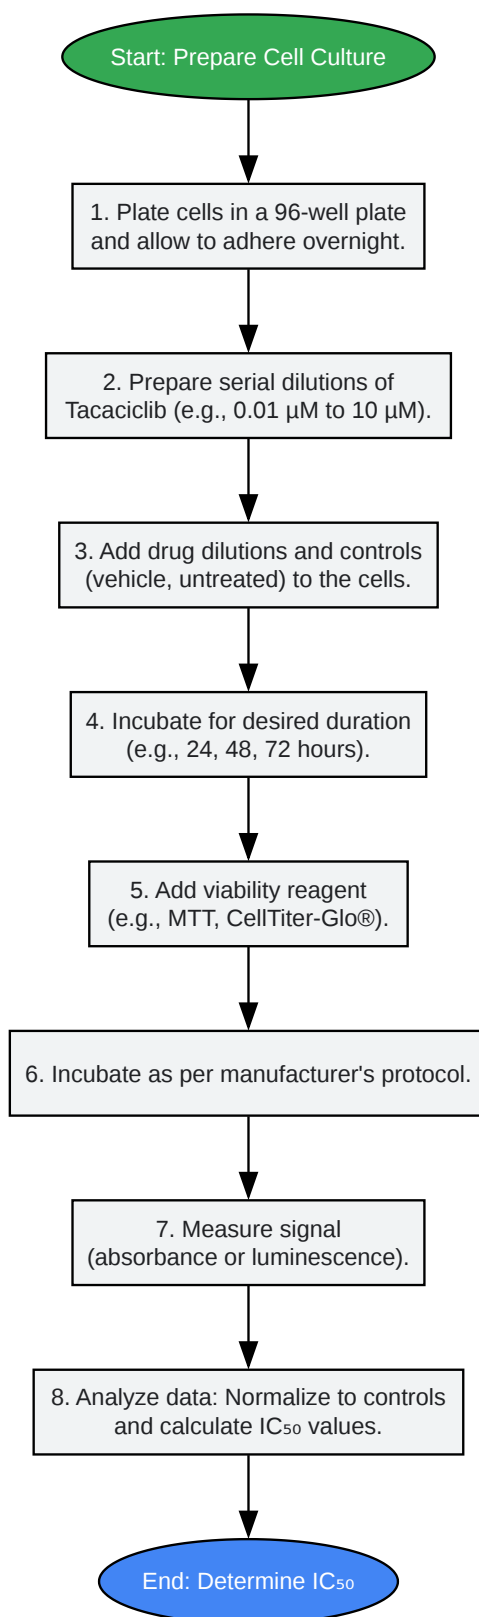 Start: Prepare Cell Culture
1. Plate cells in a 96-well plate
and allow to adhere overnight.
2. Prepare serial dilutions of
Tacaciclib (e.g., 0.01 µM to 10 µM).
3. Add drug dilutions and controls
(vehicle, untreated) to the cells.
4. Incubate for desired duration
(e.g., 24, 48, 72 hours).
5. Add viability reagent
(e.g., MTT, CellTiter-Glo®).
6. Incubate as per manufacturer's protocol.
7. Measure signal
(absorbance or luminescence).
8. Analyze data: Normalize to controls
and calculate IC₅₀ values.
End: Determine IC₅₀